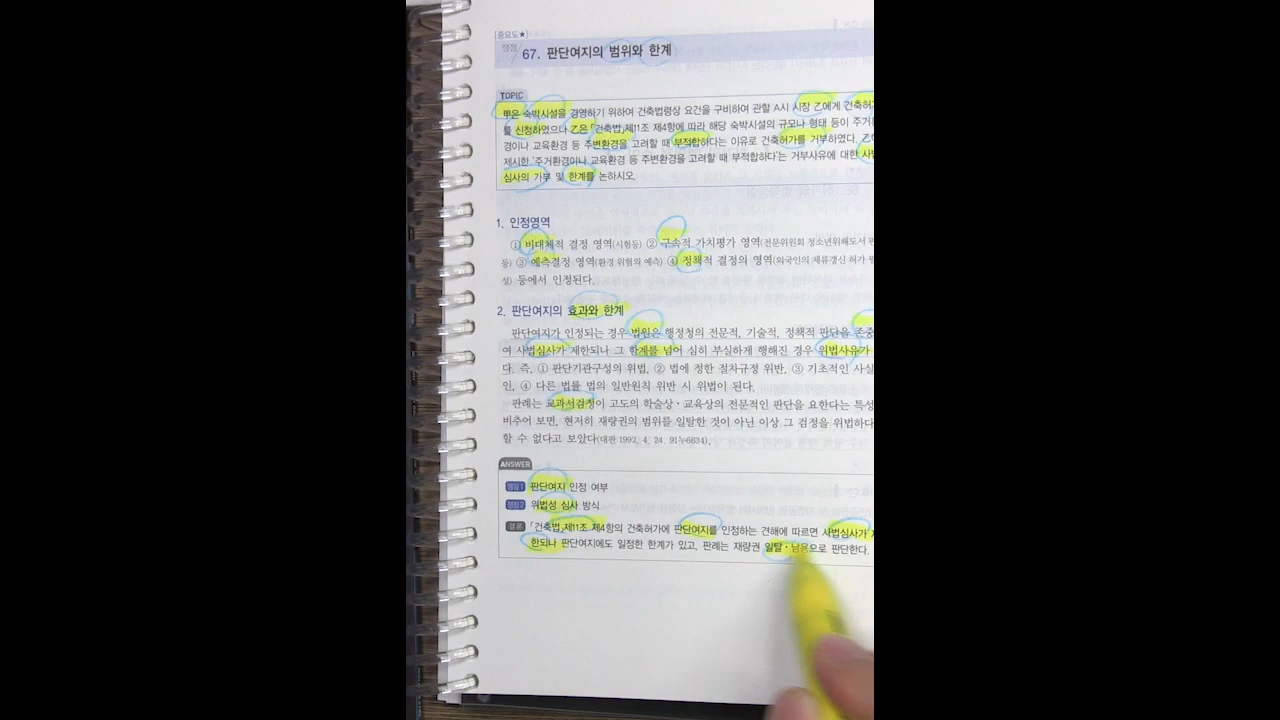 [중요도★]
쟁점 67. 판단여지의 범위와 한계
TOPIC
甲은 숙박시설을 경영하기 위하여 건축법령상 요건을 구비하여 관할 A시 시장 乙에게 건축허
를 신청하였으나 乙은 「건축법」제11조 제4항에 따라 해당 숙박시설의 규모나 형태 등이 주거
경이나 교육환경 등 주변환경을 고려할 때 부적합하다는 이유로 건축허가를 거부하였다. 乙
제시한 '주거환경이나 교육환경 등 주변환경을 고려할 때 부적합하다'는 거부사유에 대한 사
심사의 가부 및 한계를 논하시오.
1. 인정영역
① 비대체적 결정 영역(시험등) ② 구속적 가치평가 영역(전문위원회 청소년위해도서 판
등) ③ 예측결정 영역(환경 위험의 예측) ④ 정책적 결정의 영역(외국인의 체류갱신 허가 필
성) 등에서 인정된다.
2. 판단여지의 효과와 한계
판단여지가 인정되는 경우 법원은 행정청의 전문적, 기술적, 정책적 판단을 존중
여 사법심사가 제한되나 그 한계를 넘어 심히 부실하게 행해진 경우 위법사유가
다. 즉, ① 판단기관구성의 위법, ② 법에 정한 절차규정 위반, ③ 기초적인 사실
인, ④ 다른 법률 법의 일반원칙 위반 시 위법이 된다.
판례는 교과서검정이 고도의 학술상·교육상의 전문적인 판단을 요한다는 특성
비추어 보면, 현저히 재량권의 범위를 일탈한 것이 아닌 이상 그 검정을 위법하다
할 수 없다고 보았다(대판 1992. 4. 24. 91누6634).
ANSWER
쟁점1 판단여지 인정 여부
쟁점2 위법성 심사 방식
결론 「건축법」제11조 제4항의 건축허가에 판단여지를 인정하는 견해에 따르면 사법심사가
한되나 판단여지에도 일정한 한계가 있고, 판례는 재량권 일탈·남용으로 판단한다.